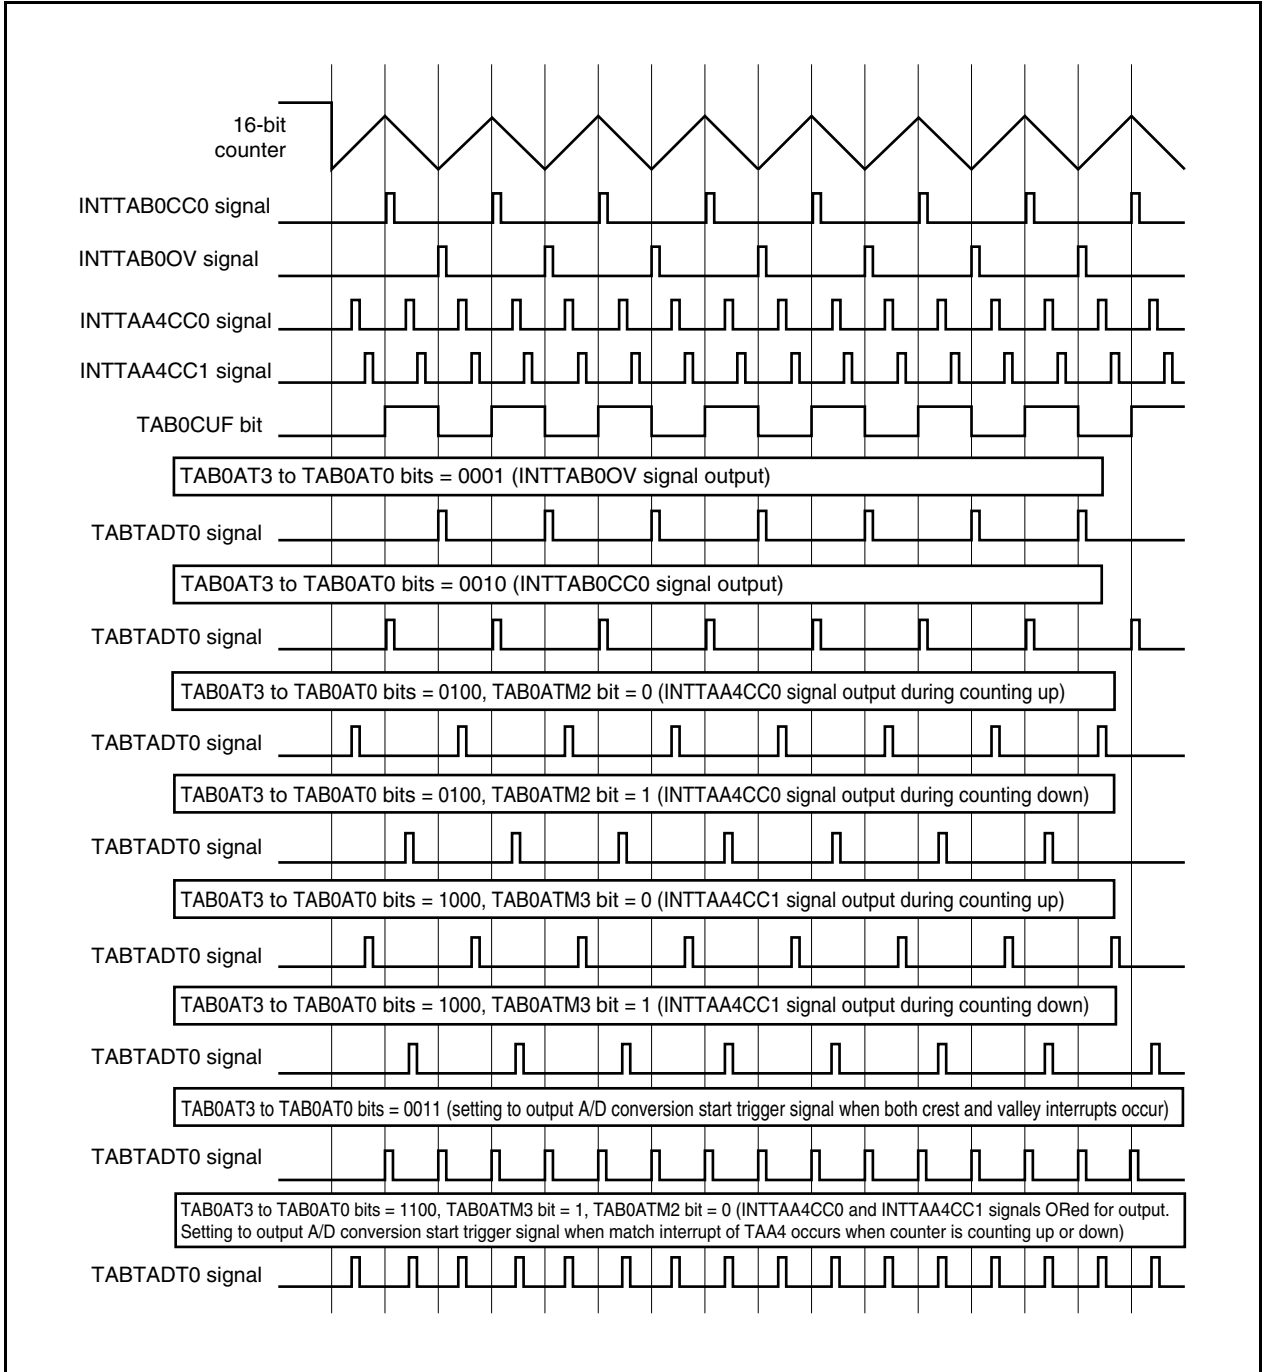 16-bit
counter
INTTAB0CC0 signal
INTTAB0OV signal
INTTAA4CC0 signal
INTTAA4CC1 signal
TAB0CUF bit
TAB0AT3 to TAB0AT0 bits = 0001 (INTTAB0OV signal output)
TABTADT0 signal
TAB0AT3 to TAB0AT0 bits = 0010 (INTTAB0CC0 signal output)
TABTADT0 signal
TAB0AT3 to TAB0AT0 bits = 0100, TAB0ATM2 bit = 0 (INTTAA4CC0 signal output during counting up)
TABTADT0 signal
TAB0AT3 to TAB0AT0 bits = 0100, TAB0ATM2 bit = 1 (INTTAA4CC0 signal output during counting down)
TABTADT0 signal
TAB0AT3 to TAB0AT0 bits = 1000, TAB0ATM3 bit = 0 (INTTAA4CC1 signal output during counting up)
TABTADT0 signal
TAB0AT3 to TAB0AT0 bits = 1000, TAB0ATM3 bit = 1 (INTTAA4CC1 signal output during counting down)
TABTADT0 signal
TAB0AT3 to TAB0AT0 bits = 0011 (setting to output A/D conversion start trigger signal when both crest and valley interrupts occur)
TABTADT0 signal
TAB0AT3 to TAB0AT0 bits = 1100, TAB0ATM3 bit = 1, TAB0ATM2 bit = 0 (INTTAA4CC0 and INTTAA4CC1 signals ORed for output.
Setting to output A/D conversion start trigger signal when match interrupt of TAA4 occurs when counter is counting up or down)
TABTADT0 signal